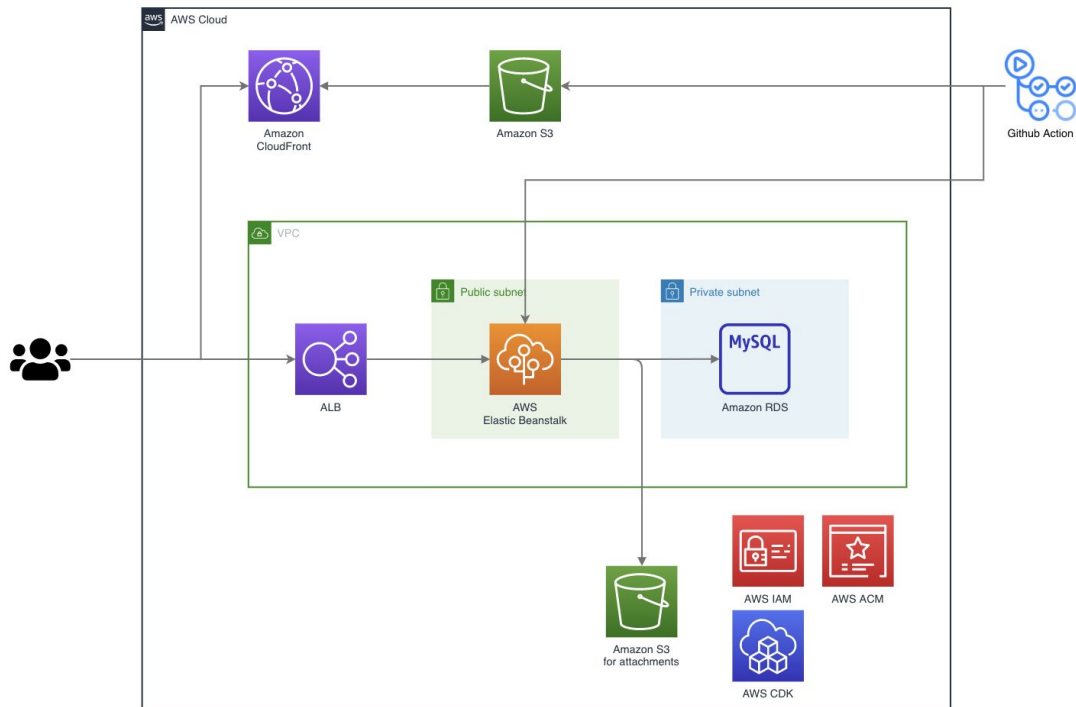 aws
AWS Cloud
Amazon
CloudFront
Amazon S3
Github Action
VPC
Public subnet
Private subnet
MySQL
ALB
AWS
Elastic Beanstalk
Amazon RDS
AWS IAM
AWS ACM
Amazon S3
for attachments
AWS CDK